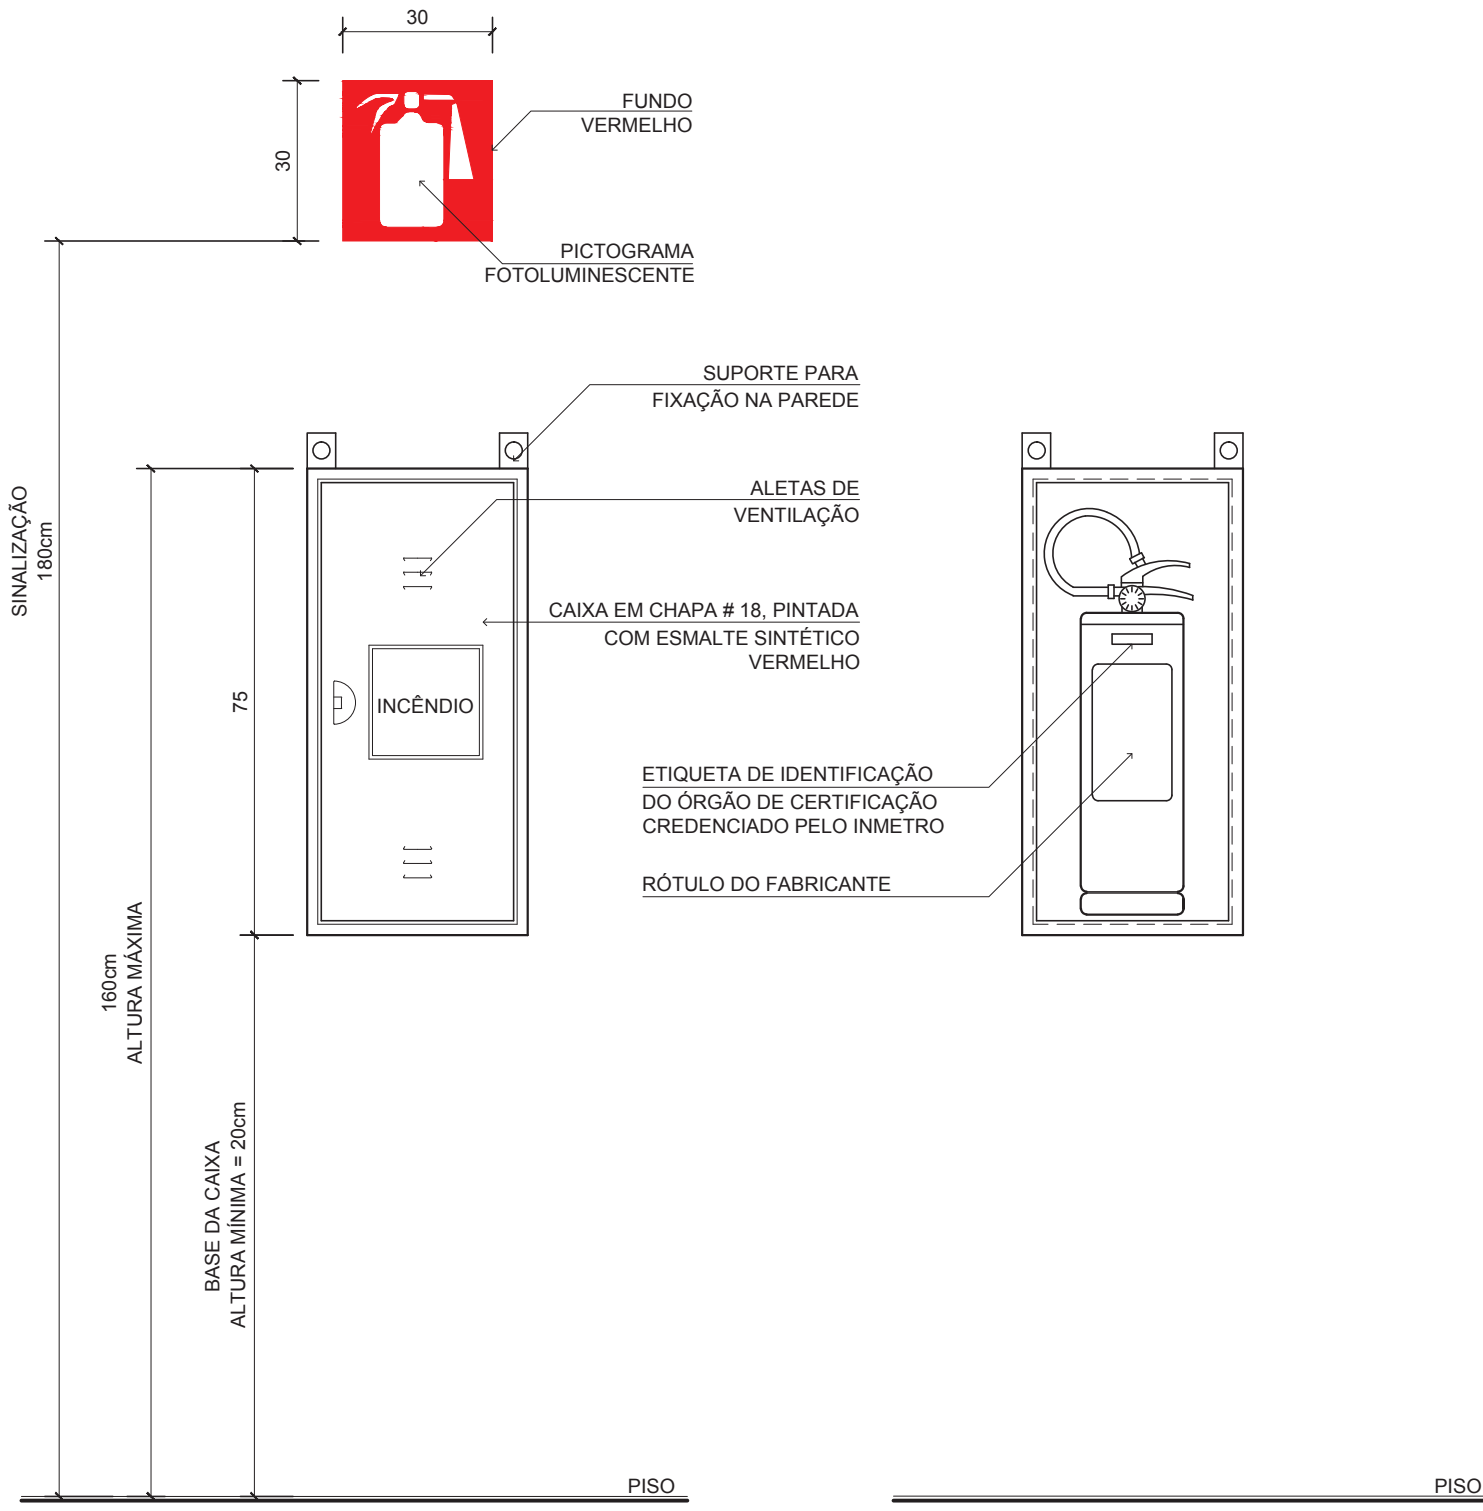 30
30
FUNDO
VERMELHO
PICTOGRAMA
FOTOLUMINESCENTE
SUPORTE PARA
FIXAÇÃO NA PAREDE
ALETAS DE
VENTILAÇÃO
SINALIZAÇÃO
180cm
CAIXA EM CHAPA # 18, PINTADA
COM ESMALTE SINTÉTICO
VERMELHO
75
INCÊNDIO
ETIQUETA DE IDENTIFICAÇÃO
DO ÓRGÃO DE CERTIFICAÇÃO
CREDENCIADO PELO INMETRO
RÓTULO DO FABRICANTE
160cm
ALTURA MÁXIMA
BASE DA CAIXA
ALTURA MÍNIMA = 20cm
PISO
PISO